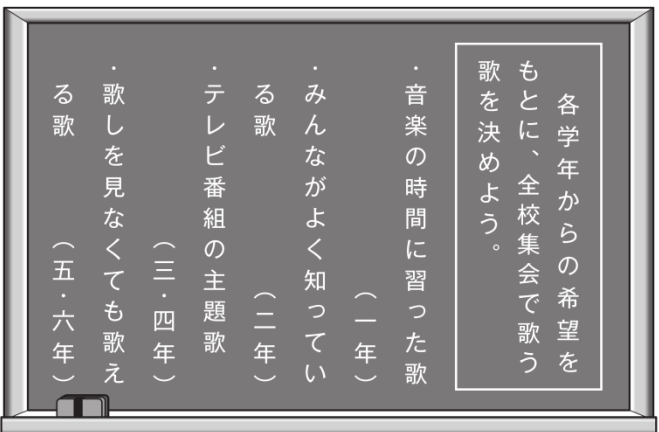 各学年からの希望を
もとに、全校集会で歌う
歌を決めよう。
・音楽の時間に習った歌
（一年）
・みんながよく知ってい
る歌　　　　（二年）
・テレビ番組の主題歌
（三・四年）
・歌しを見なくても歌え
る歌　　（五・六年）